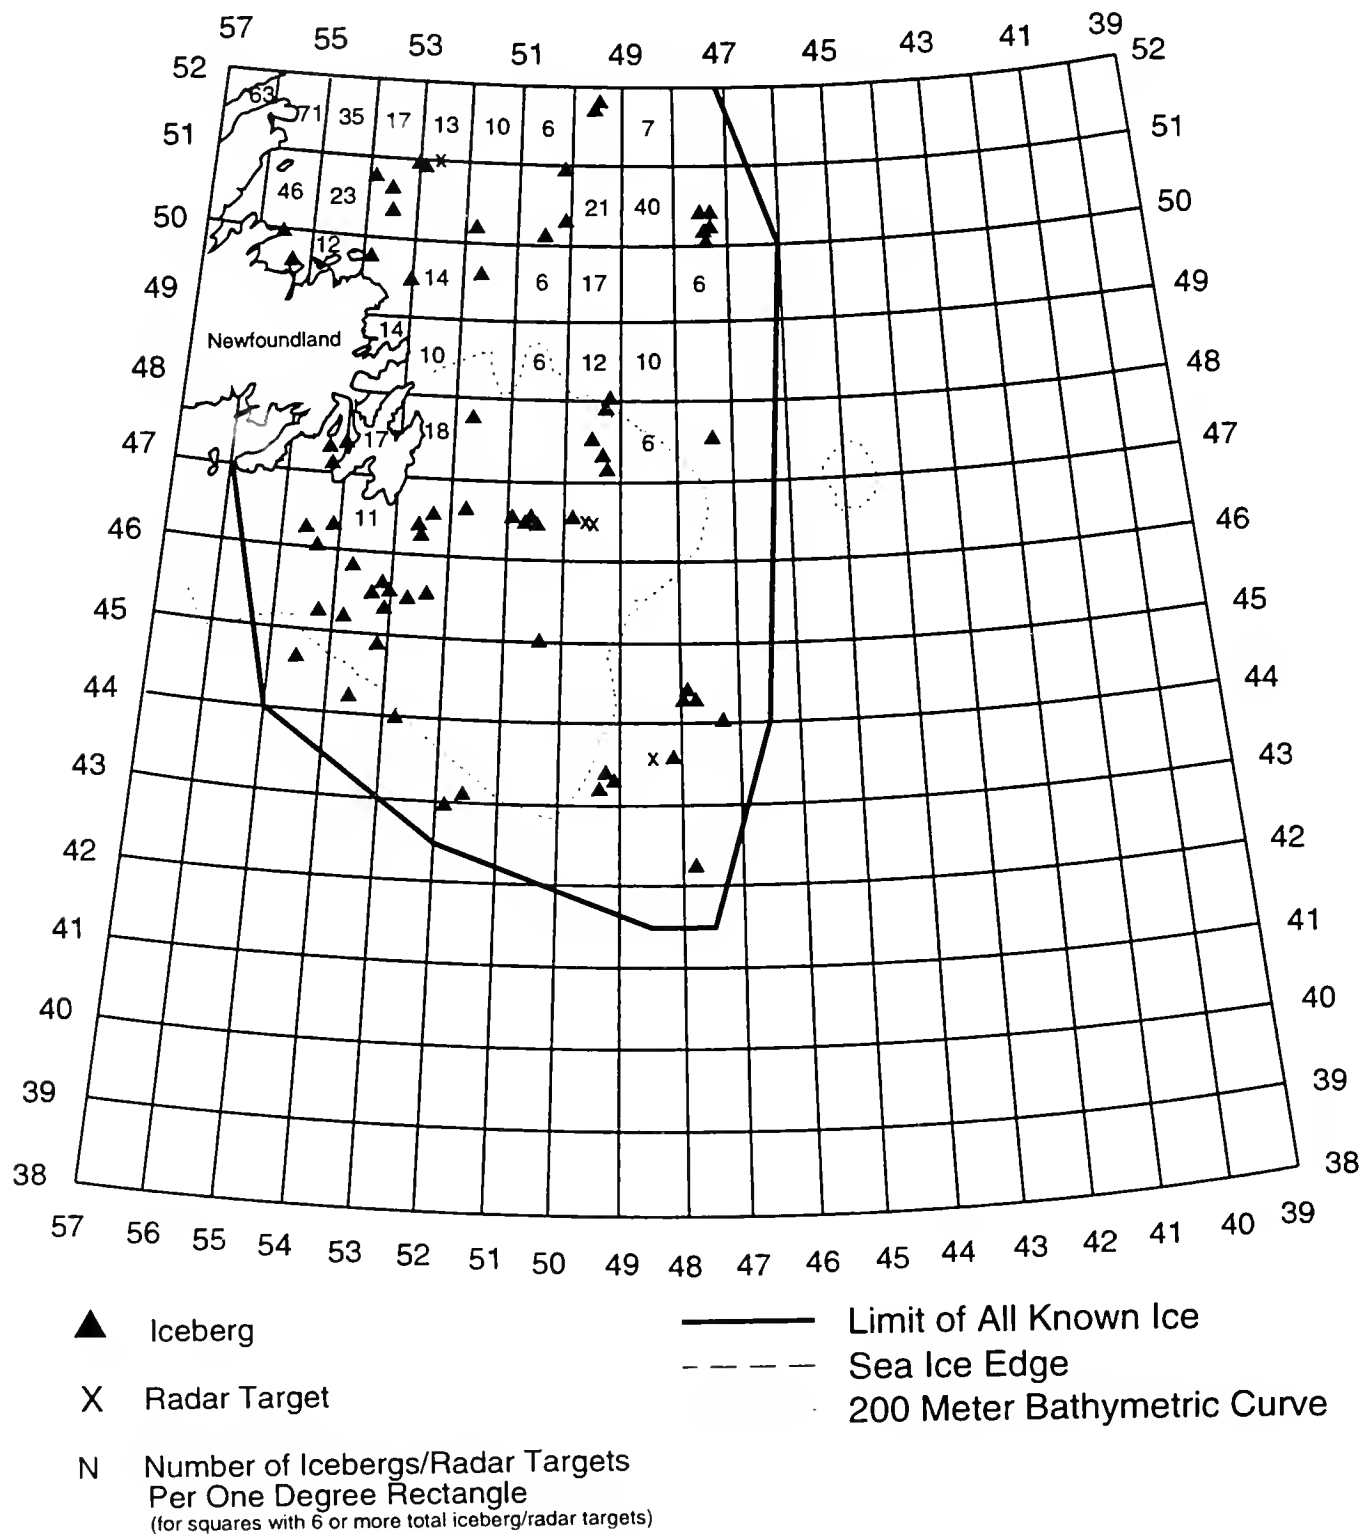 57 55 53 51 49 47 45 43 41 39
52 52
63 71 35 17 13 10 6 7
51 51
X
46 23 21 40
50 50
12
14 6 17 6
49 49
Newfoundland 14
10 6 12 10
48 48
17 18 6
47 47
11 X X
46 46
45 45
44 44
X
43 43
42 42
41 41
40 40
39 39
38 38
57 56 55 54 53 52 51 50 49 48 47 46 45 44 43 42 41 40 39
Iceberg
X Radar Target
N Number of Icebergs/Radar Targets
Per One Degree Rectangle
(for squares with 6 or more total iceberg/radar targets)
Limit of All Known Ice
Sea Ice Edge
200 Meter Bathymetric Curve